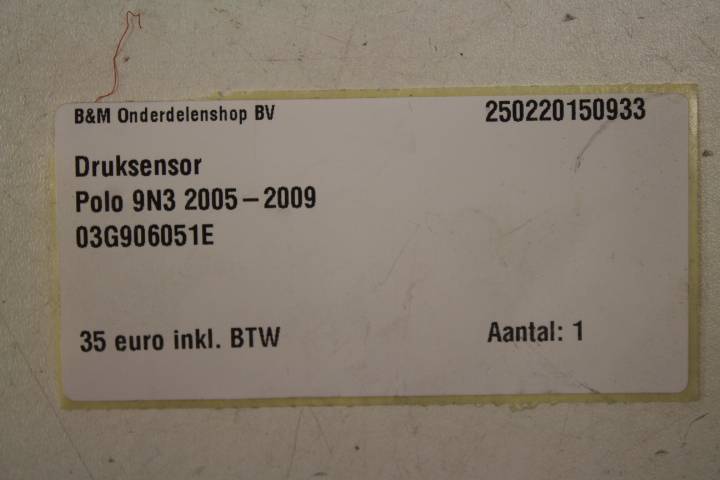 B&M Onderdelenshop BV 250220150933
Druksensor
Polo 9N3 2005-2009
03G906051E
35 euro inkl. BTW Aantal: 1